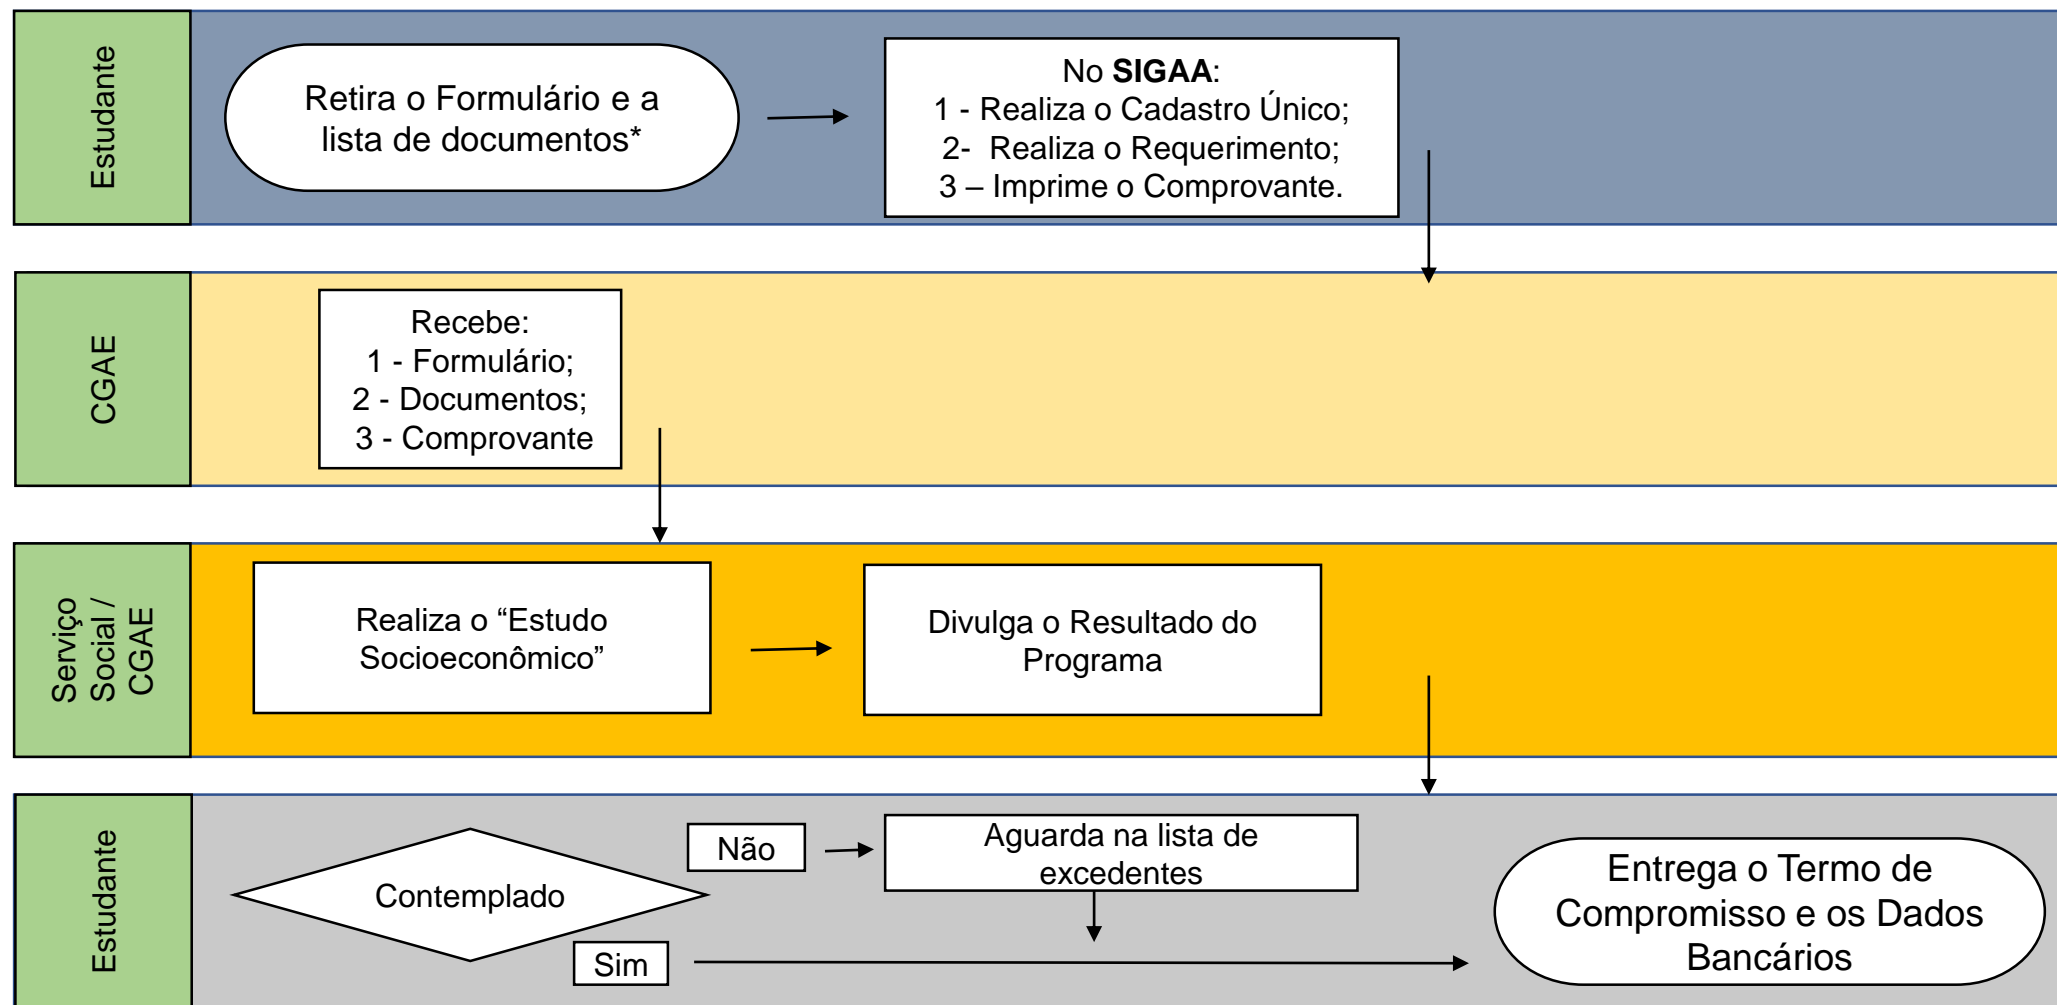 Estudante
Retira o Formulário e a
lista de documentos*
No SIGAA:
1 - Realiza o Cadastro Único;
2- Realiza o Requerimento;
3 – Imprime o Comprovante.
CGAE
Recebe:
1 - Formulário;
2 - Documentos;
3 - Comprovante
Serviço
Social /
CGAE
Realiza o “Estudo
Socioeconômico”
Divulga o Resultado do
Programa
Estudante
Contemplado
Não
Aguarda na lista de
excedentes
Sim
Entrega o Termo de
Compromisso e os Dados
Bancários